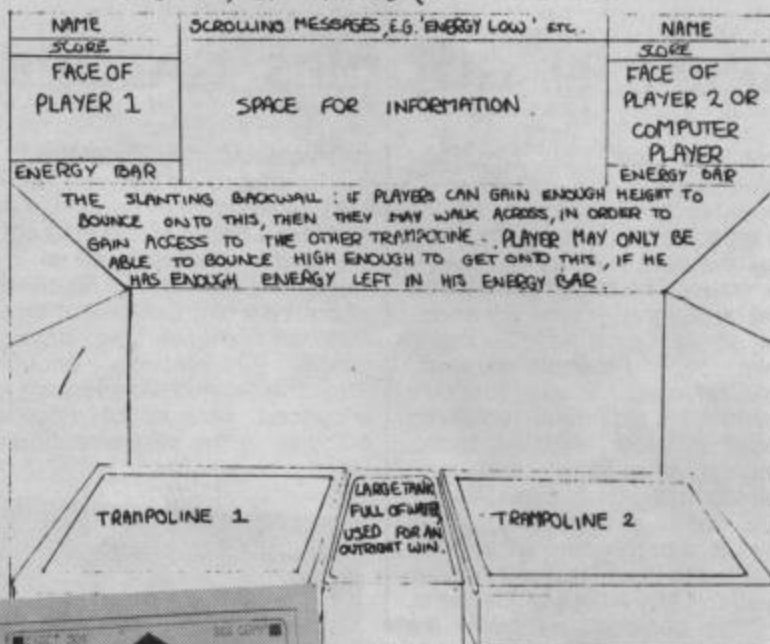 NAME
SCORE
FACE OF
PLAYER 1
ENERGY BAR
SCROLLING MESSAGES, E.G. 'ENERGY LOW' ETC.
SPACE FOR INFORMATION.
NAME
SCORE
FACE OF
PLAYER 2 OR
COMPUTER
PLAYER
ENERGY BAR
THE SLANTING BACKWALL : IF PLAYERS CAN GAIN ENOUGH HEIGHT TO
BOUNCE ONTO THIS, THEN THEY MAY WALK ACROSS, IN ORDER TO
GAIN ACCESS TO THE OTHER TRAMPOLINE. PLAYER MAY ONLY BE
ABLE TO BOUNCE HIGH ENOUGH TO GET ONTO THIS, IF HE
HAS ENOUGH ENERGY LEFT IN HIS ENERGY BAR
TRAMPOLINE 1
LARGE TANK
FULL OF WATER,
USED FOR AN
OUTRIGHT WIN.
TRAMPOLINE 2